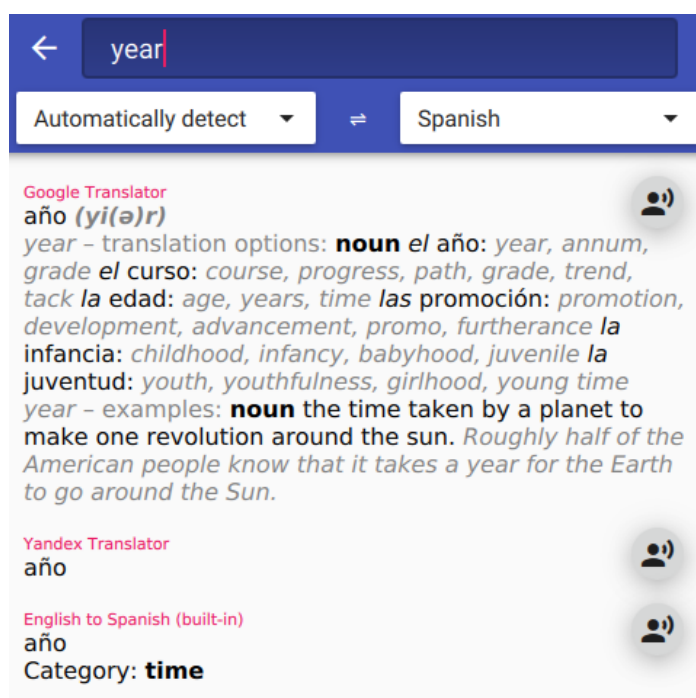 year
Automatically detect ⇌ Spanish
Google Translator
año (yi(ə)r)
year – translation options: noun el año: year, annum,
grade el curso: course, progress, path, grade, trend,
tack la edad: age, years, time las promoción: promotion,
development, advancement, promo, furtherance la
infancia: childhood, infancy, babyhood, juvenile la
juventud: youth, youthfulness, girlhood, young time
year – examples: noun the time taken by a planet to
make one revolution around the sun. Roughly half of the
American people know that it takes a year for the Earth
to go around the Sun.
Yandex Translator
año
English to Spanish (built-in)
año
Category: time